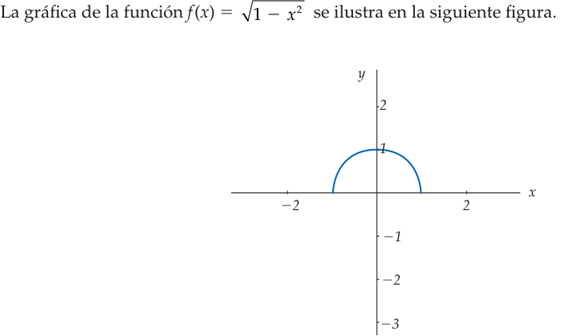 La gráfica de la función f(x) = √(1 − x²) se ilustra en la siguiente figura.
y
2
1
−2 2 x
−1
−2
−3